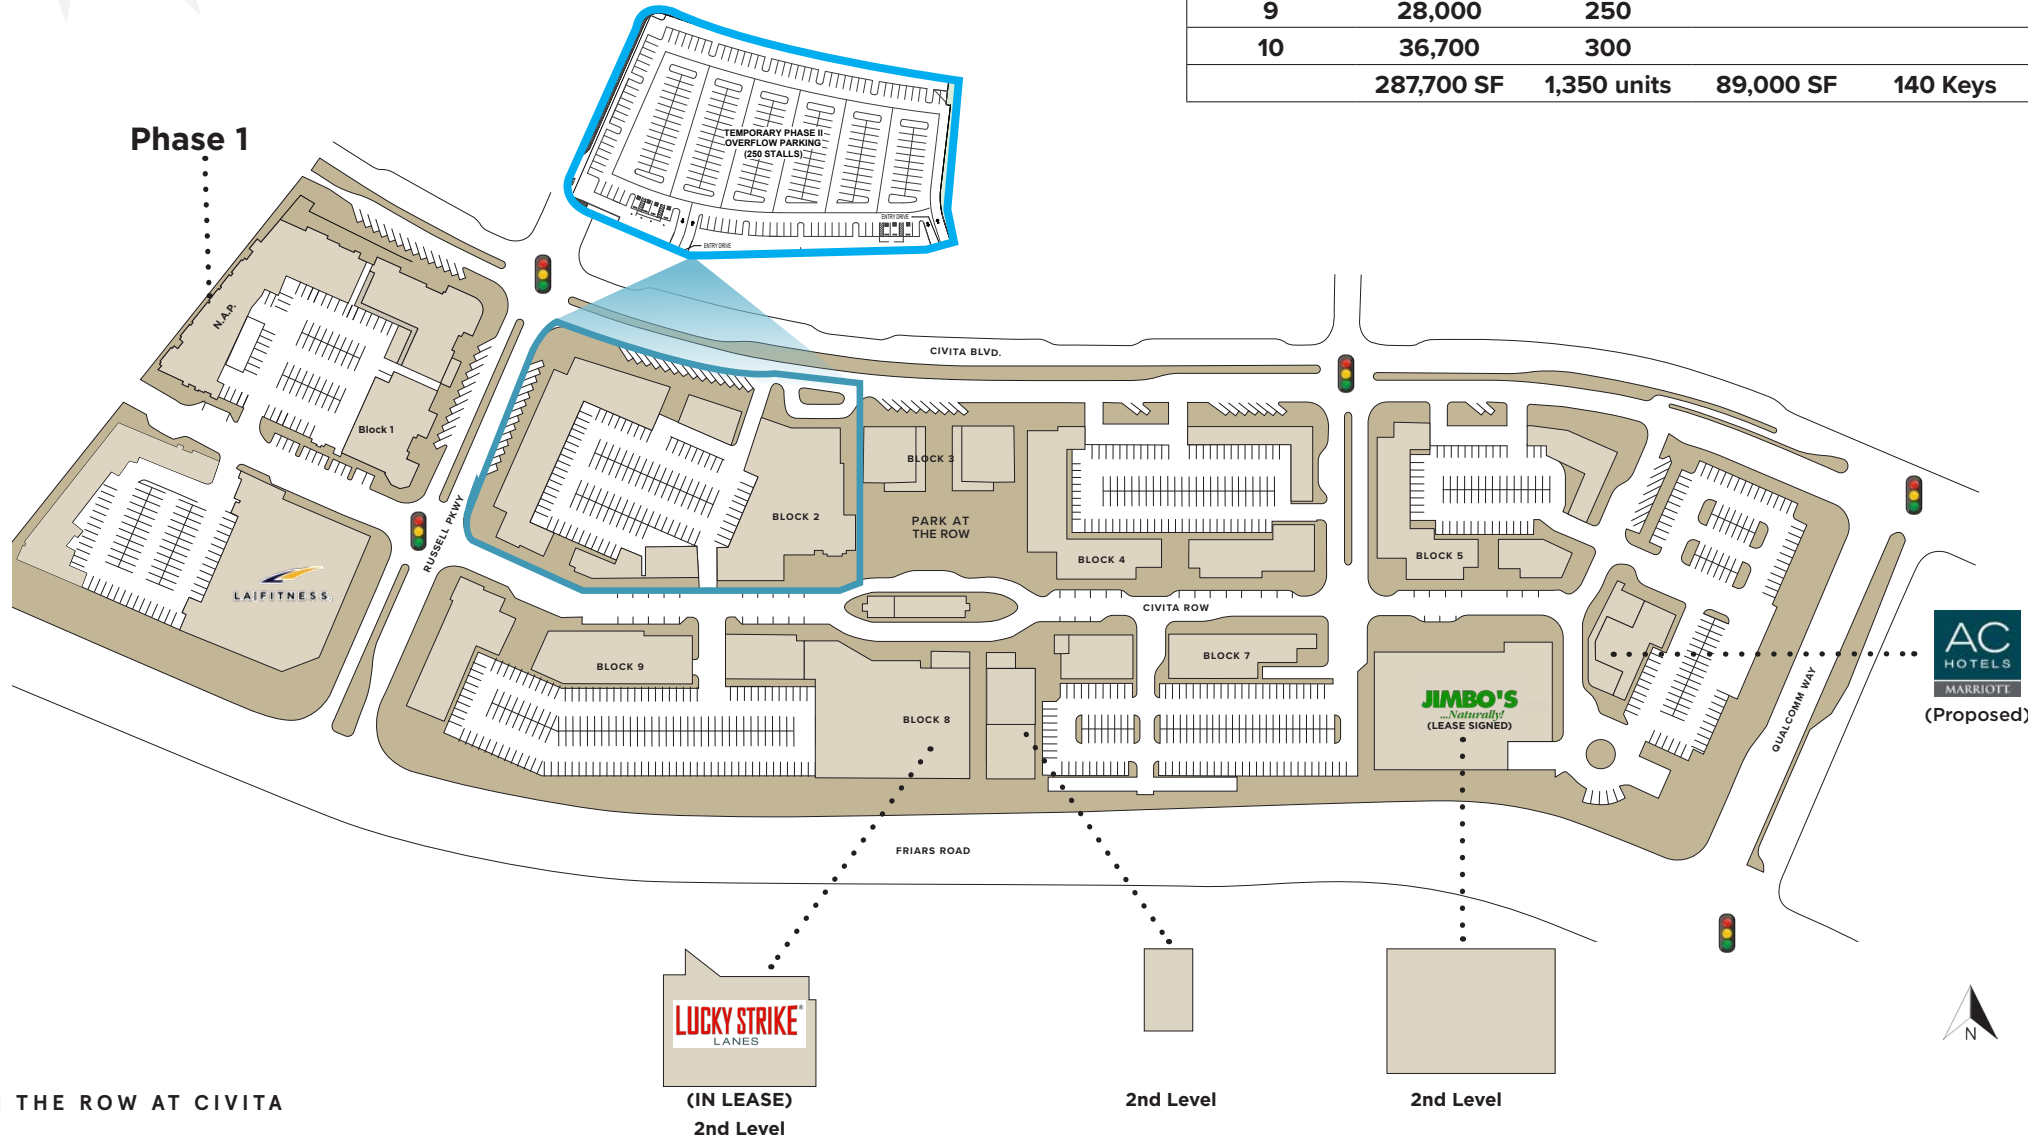 9 28,000 250
10 36,700 300
287,700 SF 1,350 units 89,000 SF 140 Keys
Phase 1
TEMPORARY PHASE II
OVERFLOW PARKING
(250 STALLS)
ENTRY DRIVE
ENTRY DRIVE
N.A.P.
CIVITA BLVD.
Block 1
BLOCK 3
BLOCK 2
PARK AT
THE ROW
RUSSELL PKWY
BLOCK 4
BLOCK 5
LA|FITNESS.
CIVITA ROW
AC
HOTELS
MARRIOTT
(Proposed)
BLOCK 9
BLOCK 7
BLOCK 8
JIMBO'S
...Naturally!
(LEASE SIGNED)
QUALCOMM WAY
FRIARS ROAD
LUCKY STRIKE®
LANES
(IN LEASE)
2nd Level
2nd Level
2nd Level
N
THE ROW AT CIVITA